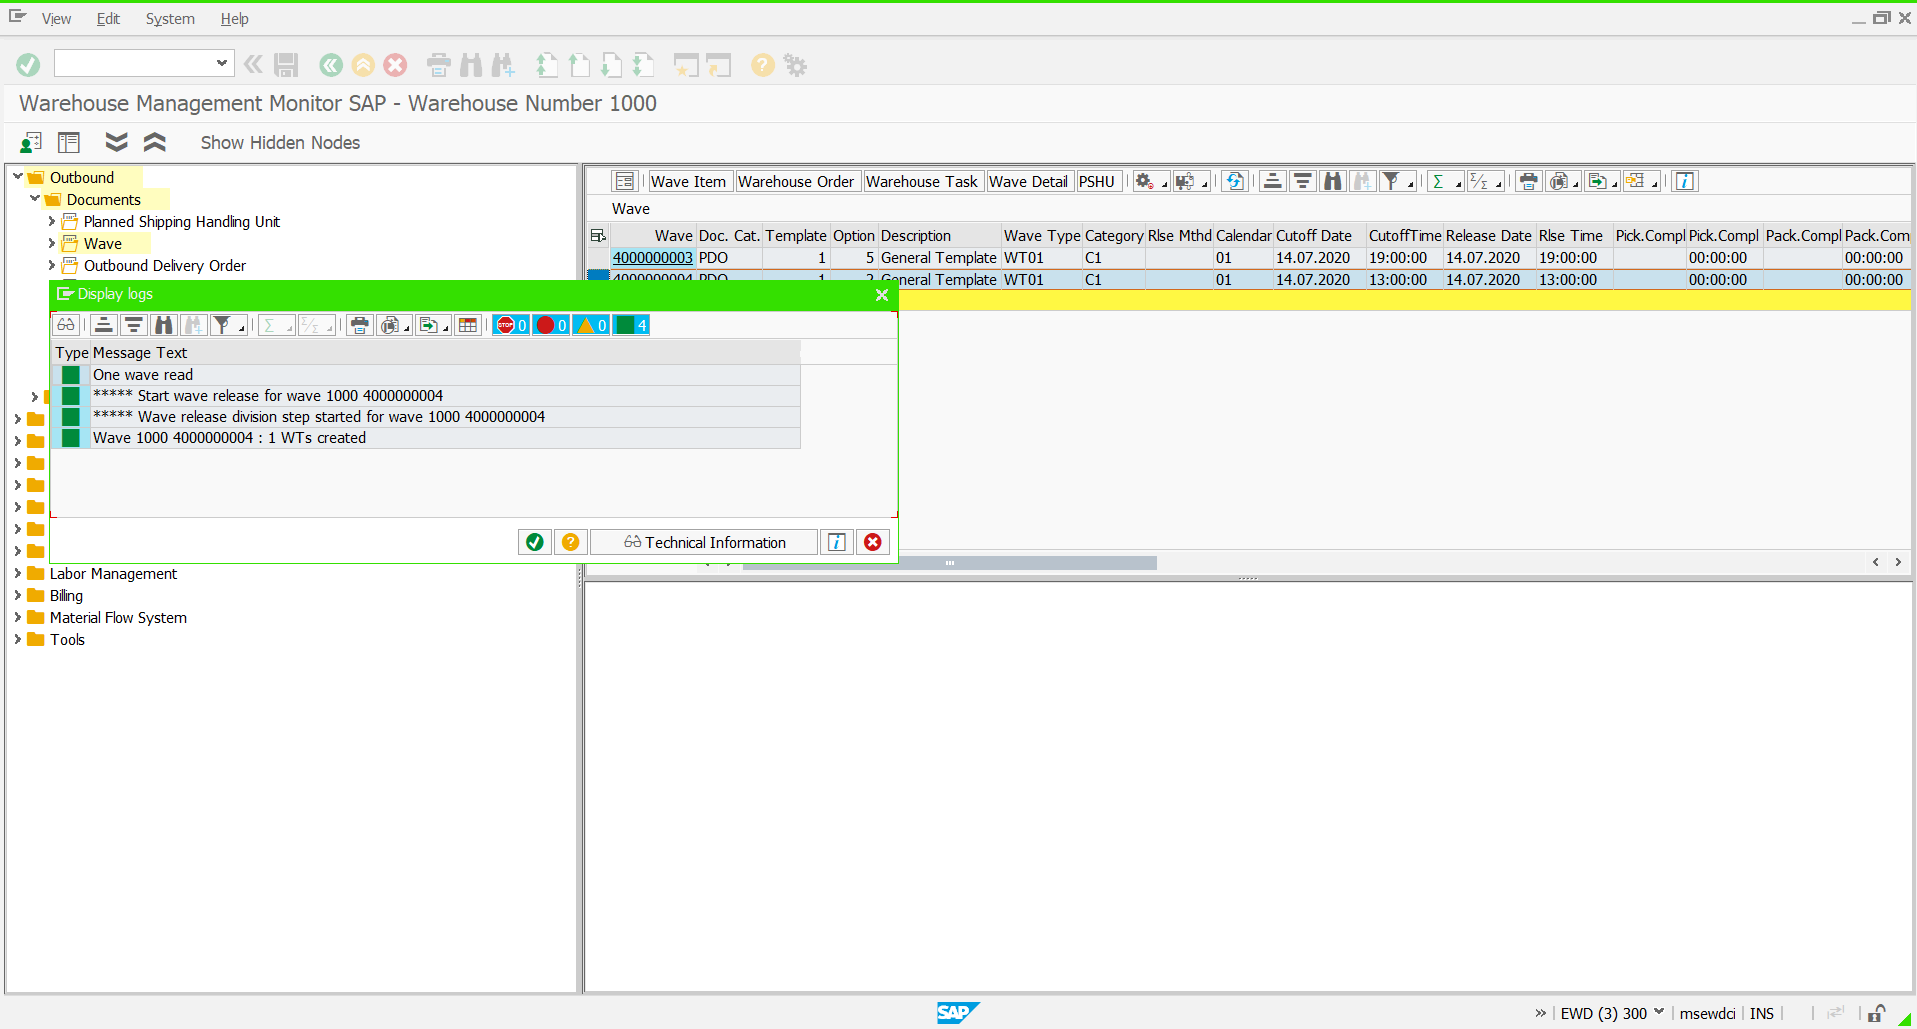 View Edit System Help
Warehouse Management Monitor SAP - Warehouse Number 1000
Show Hidden Nodes
Outbound
Documents
Planned Shipping Handling Unit
Wave
Outbound Delivery Order
Labor Management
Billing
Material Flow System
Tools
Wave Item Warehouse Order Warehouse Task Wave Detail PSHU
Wave
Wave Doc. Cat. Template Option Description Wave Type Category Rlse Mthd Calendar Cutoff Date CutoffTime Release Date Rlse Time Pick.Compl Pick.Compl Pack.Compl Pack.Com
4000000003 PDO 1 5 General Template WT01 C1 01 14.07.2020 19:00:00 14.07.2020 19:00:00 00:00:00 00:00:00
4000000004 PDO 1 2 General Template WT01 C1 01 14.07.2020 13:00:00 14.07.2020 13:00:00 00:00:00 00:00:00
Display logs
STOP 0 0 0 4
Type Message Text
One wave read
***** Start wave release for wave 1000 4000000004
***** Wave release division step started for wave 1000 4000000004
Wave 1000 4000000004 : 1 WTs created
Technical Information
SAP
EWD (3) 300 msewdci INS